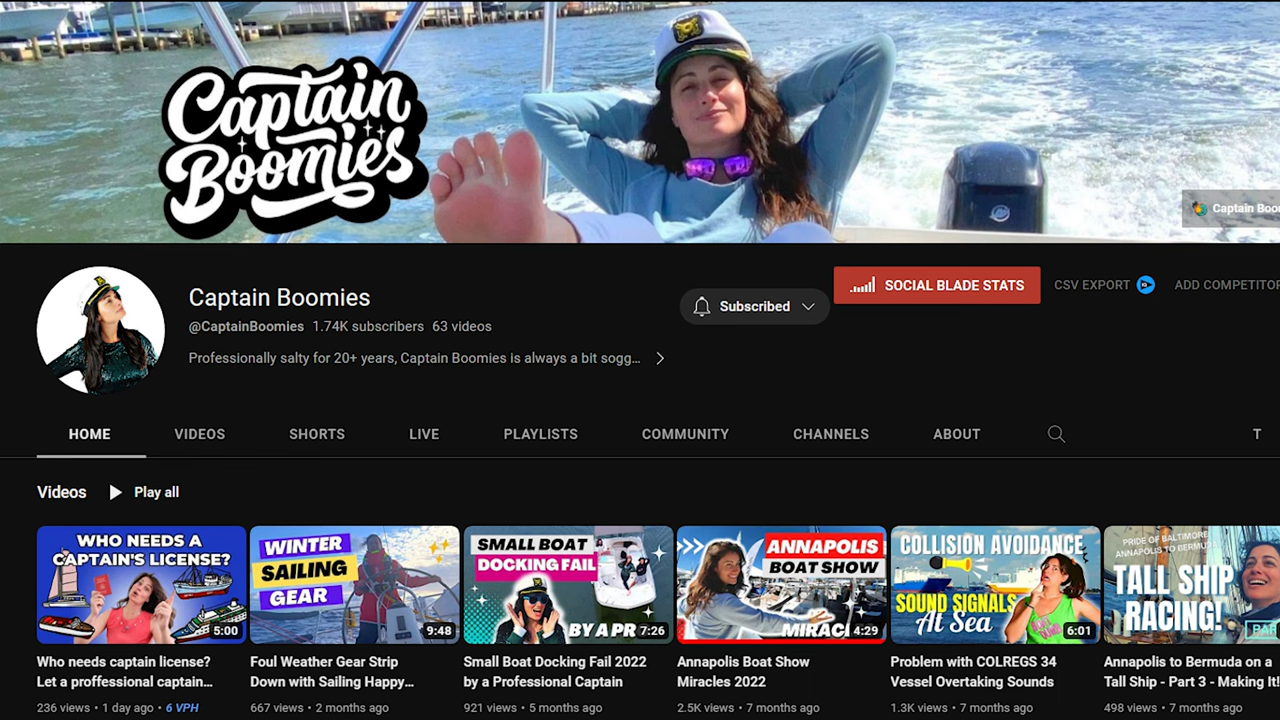 Captain
Boomies
Captain Boo
Captain Boomies
@CaptainBoomies 1.74K subscribers 63 videos
Professionally salty for 20+ years, Captain Boomies is always a bit sogg...
Subscribed
SOCIAL BLADE STATS
CSV EXPORT
ADD COMPETITOR
HOME VIDEOS SHORTS LIVE PLAYLISTS COMMUNITY CHANNELS ABOUT T
Videos Play all
WHO NEEDS A
CAPTAIN'S LICENSE?
5:00
WINTER
SAILING
GEAR
9:48
SMALL BOAT
DOCKING FAIL
BY A PR 7:26
ANNAPOLIS
BOAT SHOW
MIRAC 4:29
COLLISION AVOIDANCE
SOUND SIGNALS
At Sea
6:01
PRIDE OF BALTIMORE
ANNAPOLIS TO BERMUDA
TALL SHIP
RACING!
PAR
Who needs captain license?
Let a proffessional captain...
236 views • 1 day ago • 6 VPH
Foul Weather Gear Strip
Down with Sailing Happy...
667 views • 2 months ago
Small Boat Docking Fail 2022
by a Professional Captain
921 views • 5 months ago
Annapolis Boat Show
Miracles 2022
2.5K views • 7 months ago
Problem with COLREGS 34
Vessel Overtaking Sounds
1.3K views • 7 months ago
Annapolis to Bermuda on a
Tall Ship - Part 3 - Making It!
498 views • 7 months ago